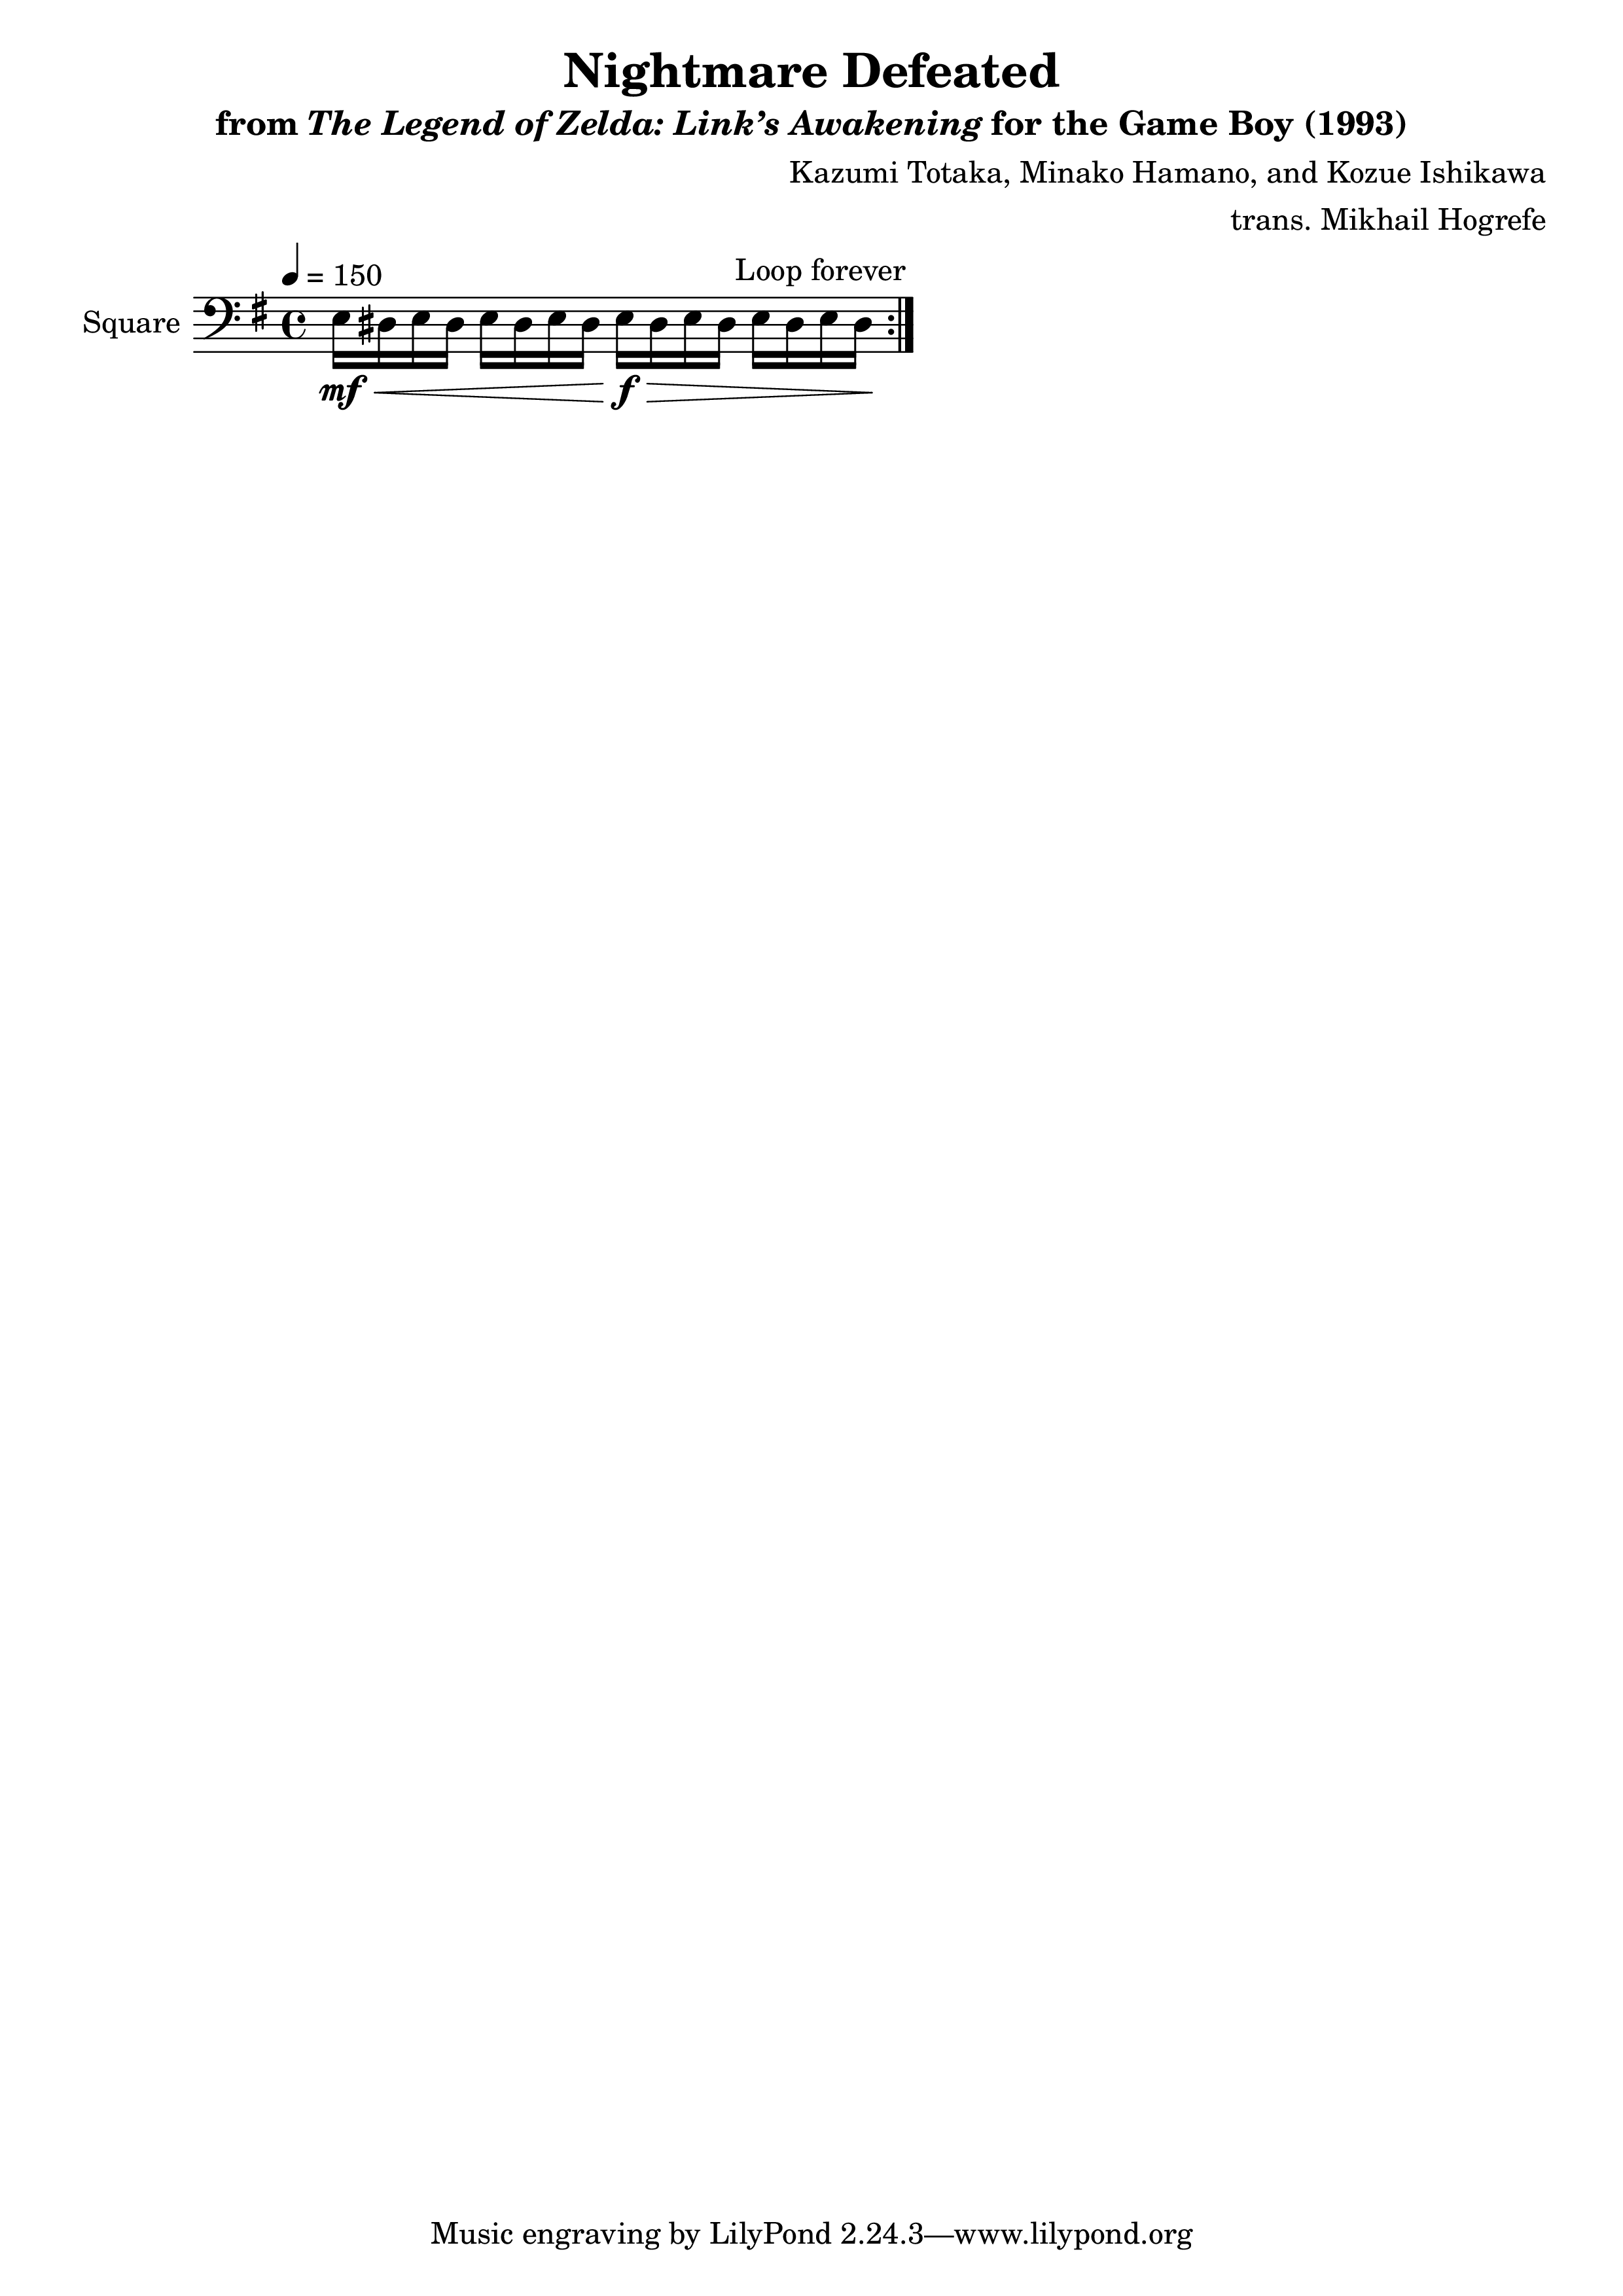 Nightmare Defeated
from The Legend of Zelda: Link’s Awakening for the Game Boy (1993)
Kazumi Totaka, Minako Hamano, and Kozue Ishikawa
trans. Mikhail Hogrefe
= 150
Loop forever
Square
mf
f
Music engraving by LilyPond 2.24.3—www.lilypond.org